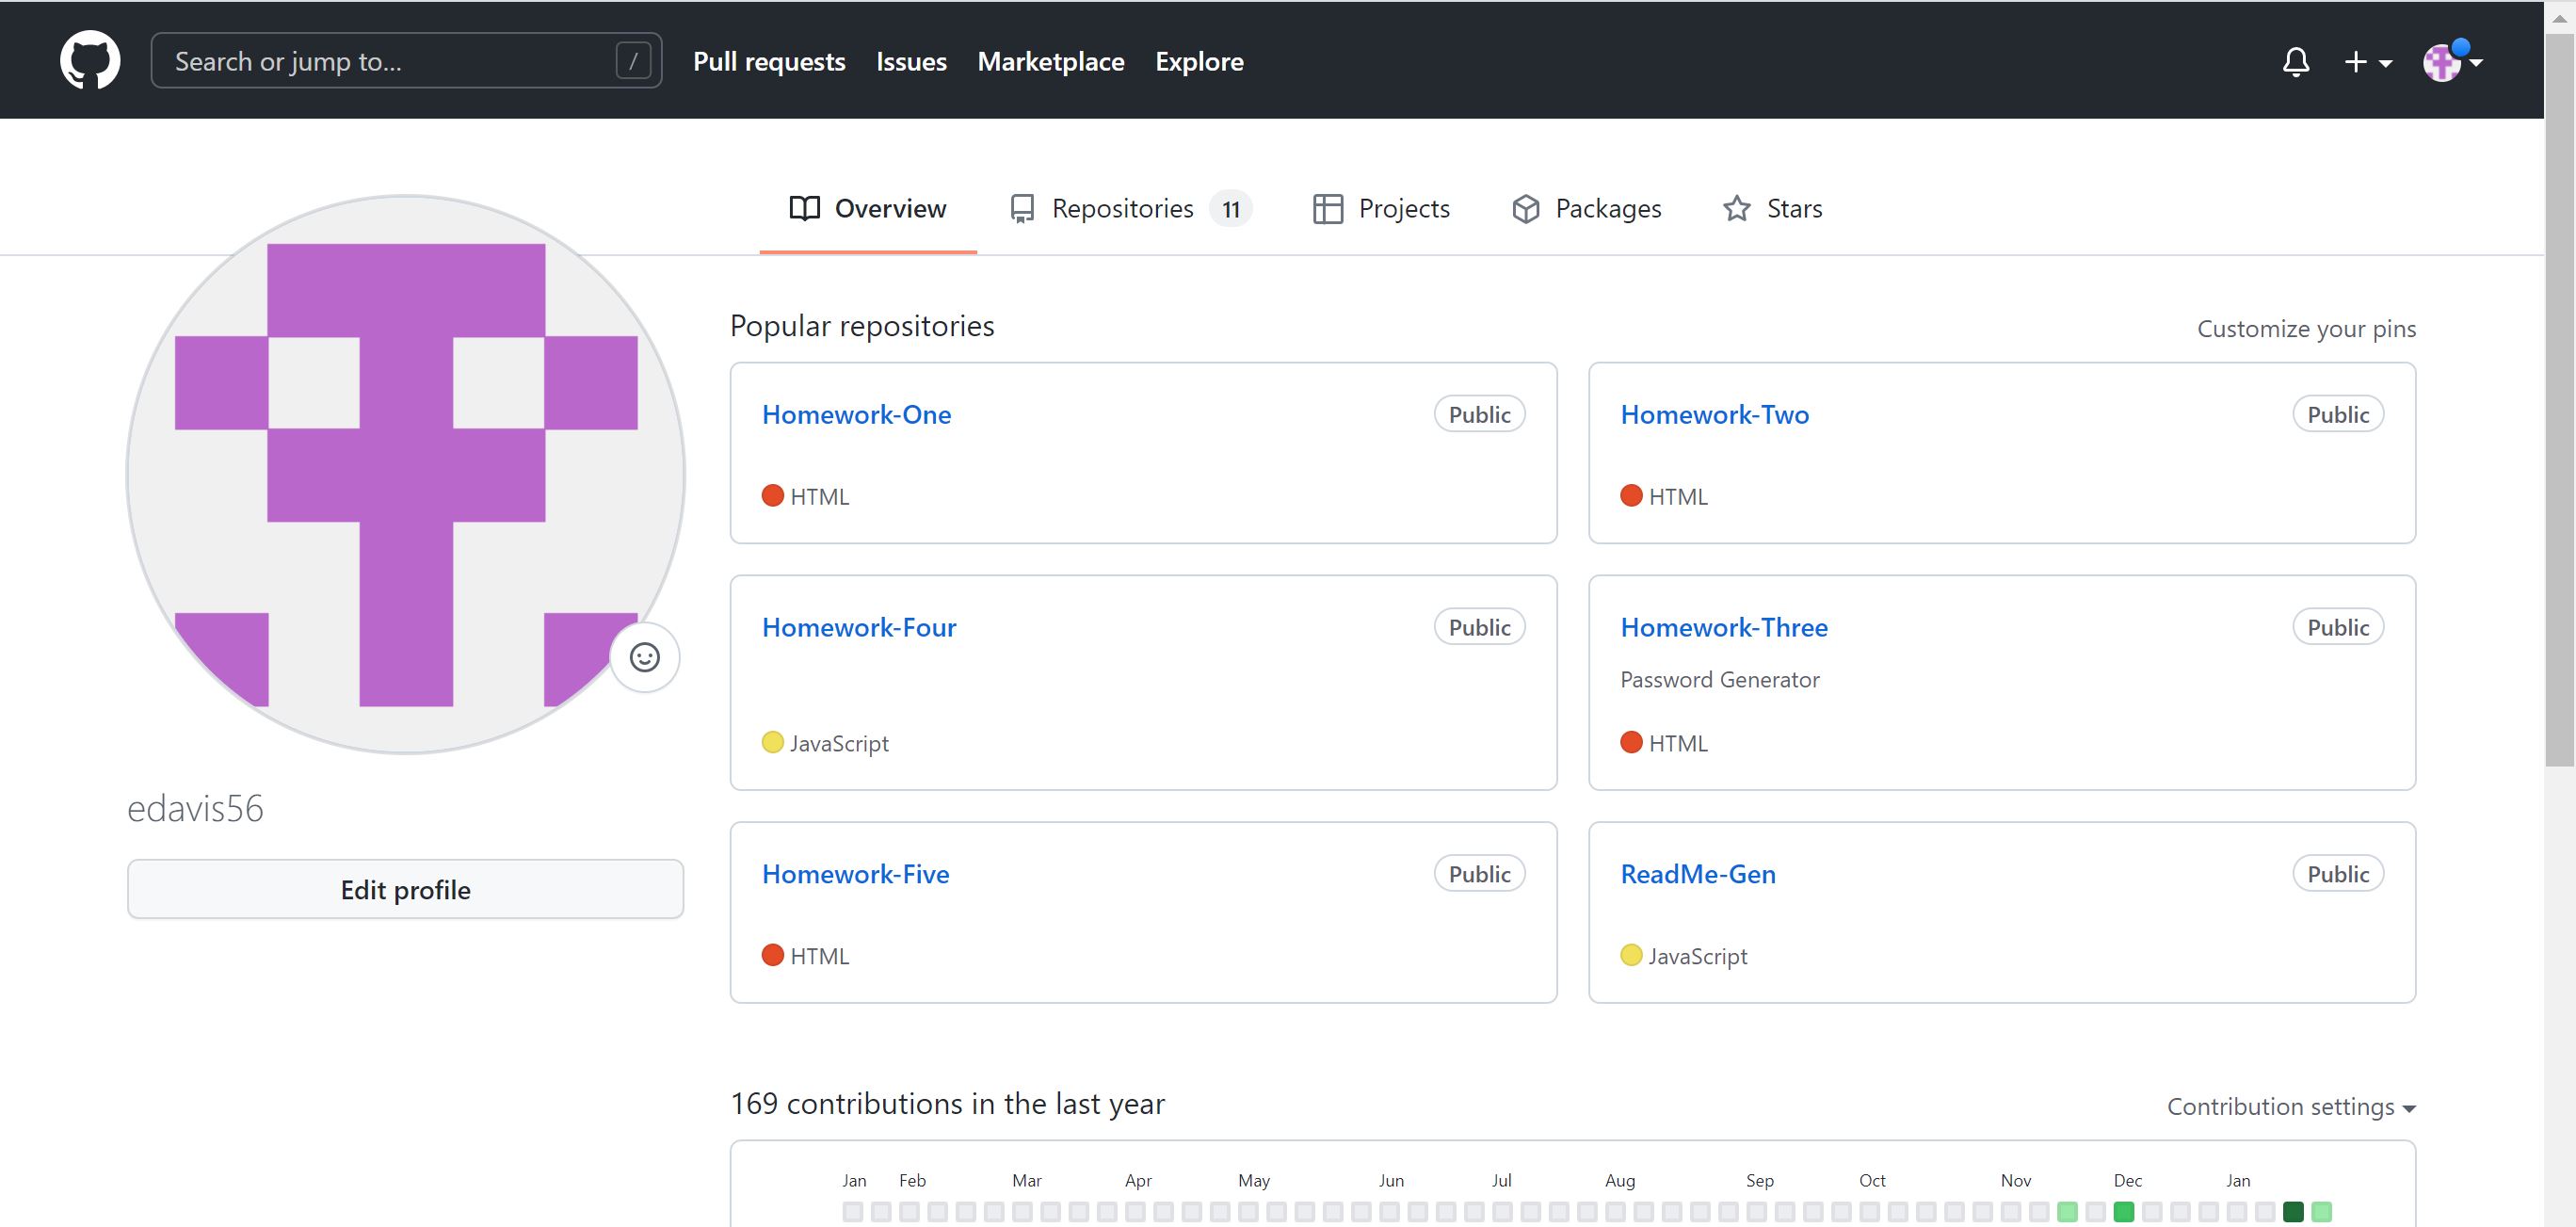 Search or jump to... /
Pull requests Issues Marketplace Explore
Overview Repositories 11 Projects Packages Stars
Popular repositories
Customize your pins
Homework-One Public
HTML
Homework-Two Public
HTML
Homework-Four Public
JavaScript
Homework-Three Public
Password Generator
HTML
Homework-Five Public
HTML
ReadMe-Gen Public
JavaScript
edavis56
Edit profile
169 contributions in the last year
Contribution settings
Jan Feb Mar Apr May Jun Jul Aug Sep Oct Nov Dec Jan